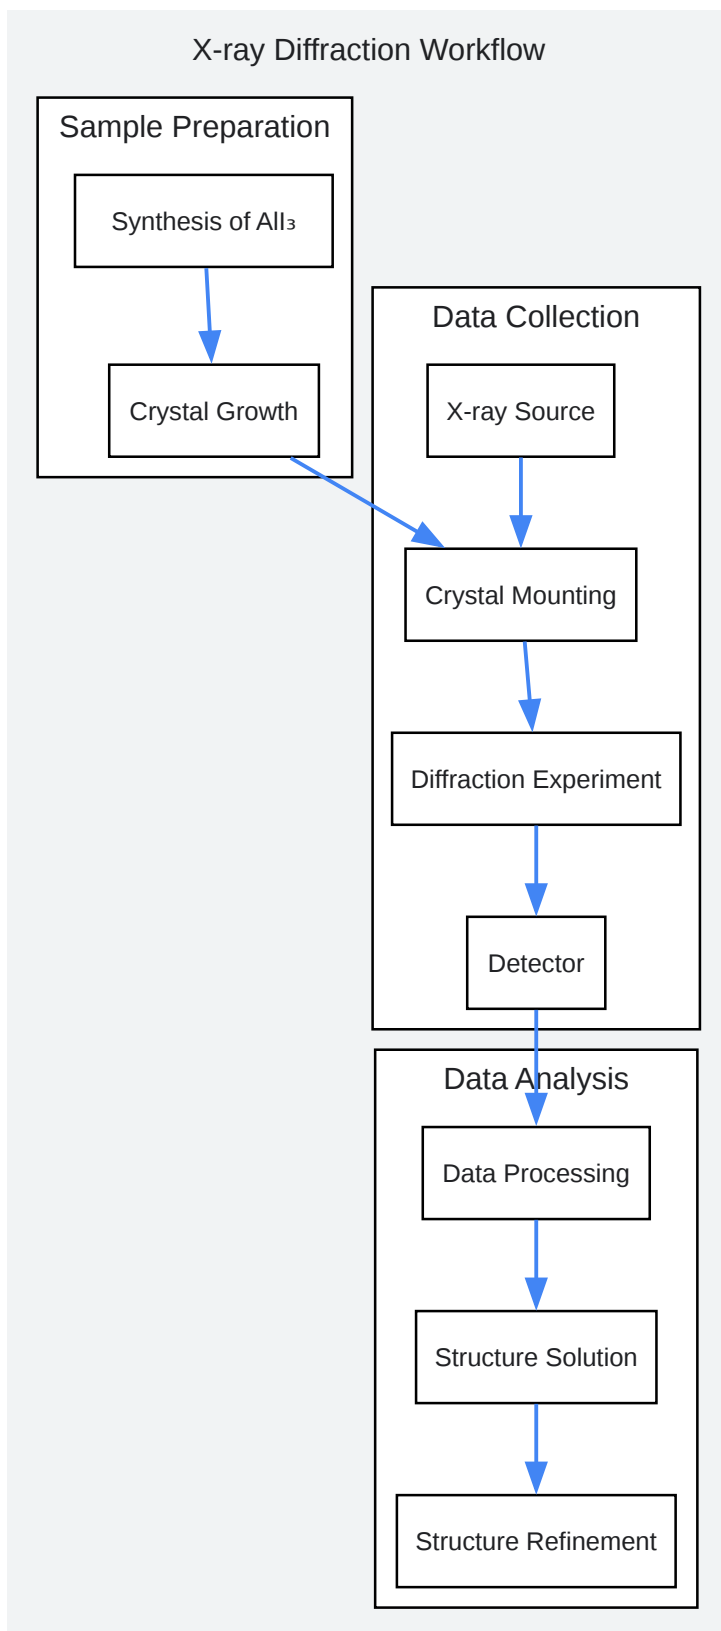 X-ray Diffraction Workflow
Sample Preparation
Synthesis of AlI₃
Crystal Growth
Data Collection
X-ray Source
Crystal Mounting
Diffraction Experiment
Detector
Data Analysis
Data Processing
Structure Solution
Structure Refinement